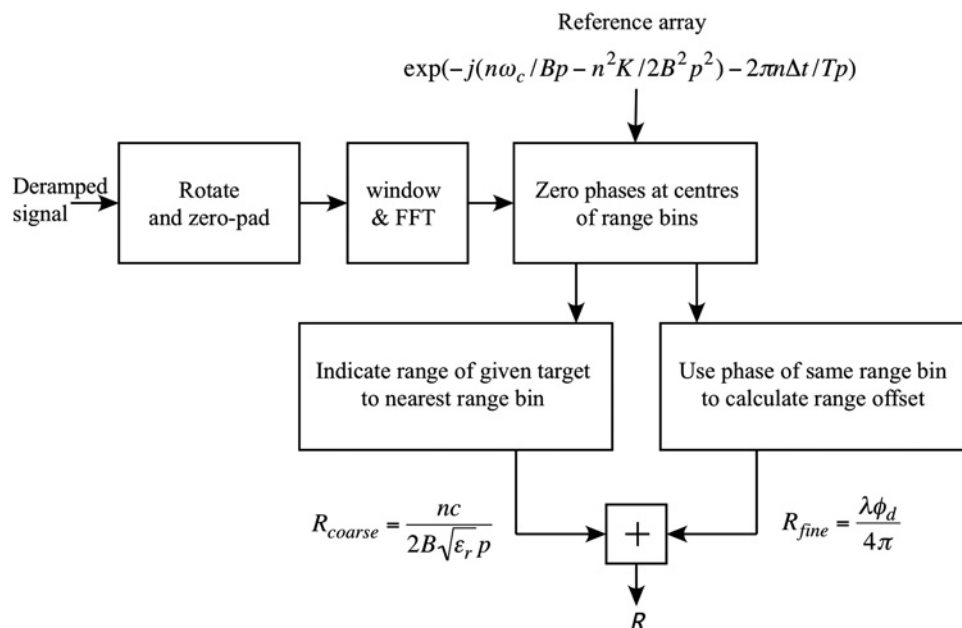 Reference array
exp(−j(nω_c/Bp − n²K/2B²p²) − 2πnΔt/Tp)
Deramped
signal
Rotate
and zero-pad
window
& FFT
Zero phases at centres
of range bins
Indicate range of given target
to nearest range bin
Use phase of same range bin
to calculate range offset
R_coarse = nc / 2B√ε_r p
R_fine = λϕ_d / 4π
+
R